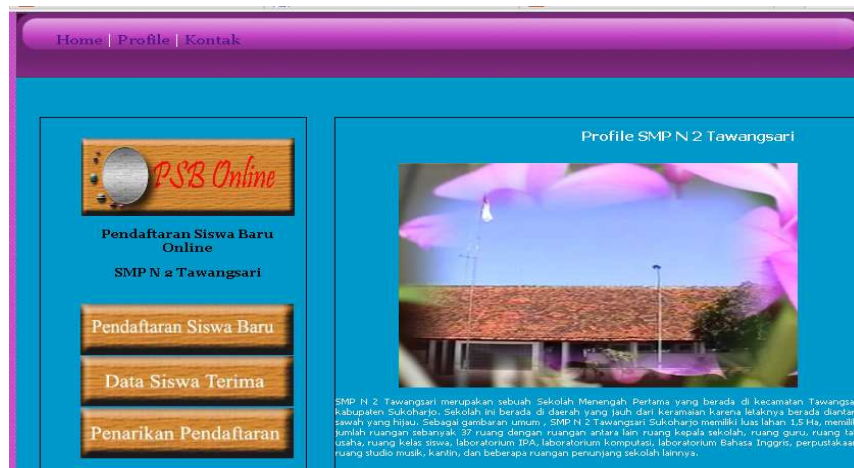 Home | Profile | Kontak
PSB Online
Pendaftaran Siswa Baru
Online
SMP N 2 Tawangsari
Pendaftaran Siswa Baru
Data Siswa Terima
Penarikan Pendaftaran
Profile SMP N 2 Tawangsari
SMP N 2 Tawangsari merupakan sebuah Sekolah Menengah Pertama yang berada di kecamatan Tawangsa
kabupaten Sukoharjo. Sekolah ini berada di daerah yang jauh dari keramaian karena letaknya berada diantar
sawah yang hijau. Sebagai gambaran umum , SMP N 2 Tawangsari Sukoharjo memiliki luas lahan 1,5 Ha, memili
jumlah ruangan sebanyak 37 ruang dengan ruangan antara lain ruang kepala sekolah, ruang guru, ruang ta
usaha, ruang kelas siswa, laboratorium IPA, laboratorium komputasi, laboratorium Bahasa Inggris, perpustakaan
ruang studio musik, kantin, dan beberapa ruangan penunjang sekolah lainnya.